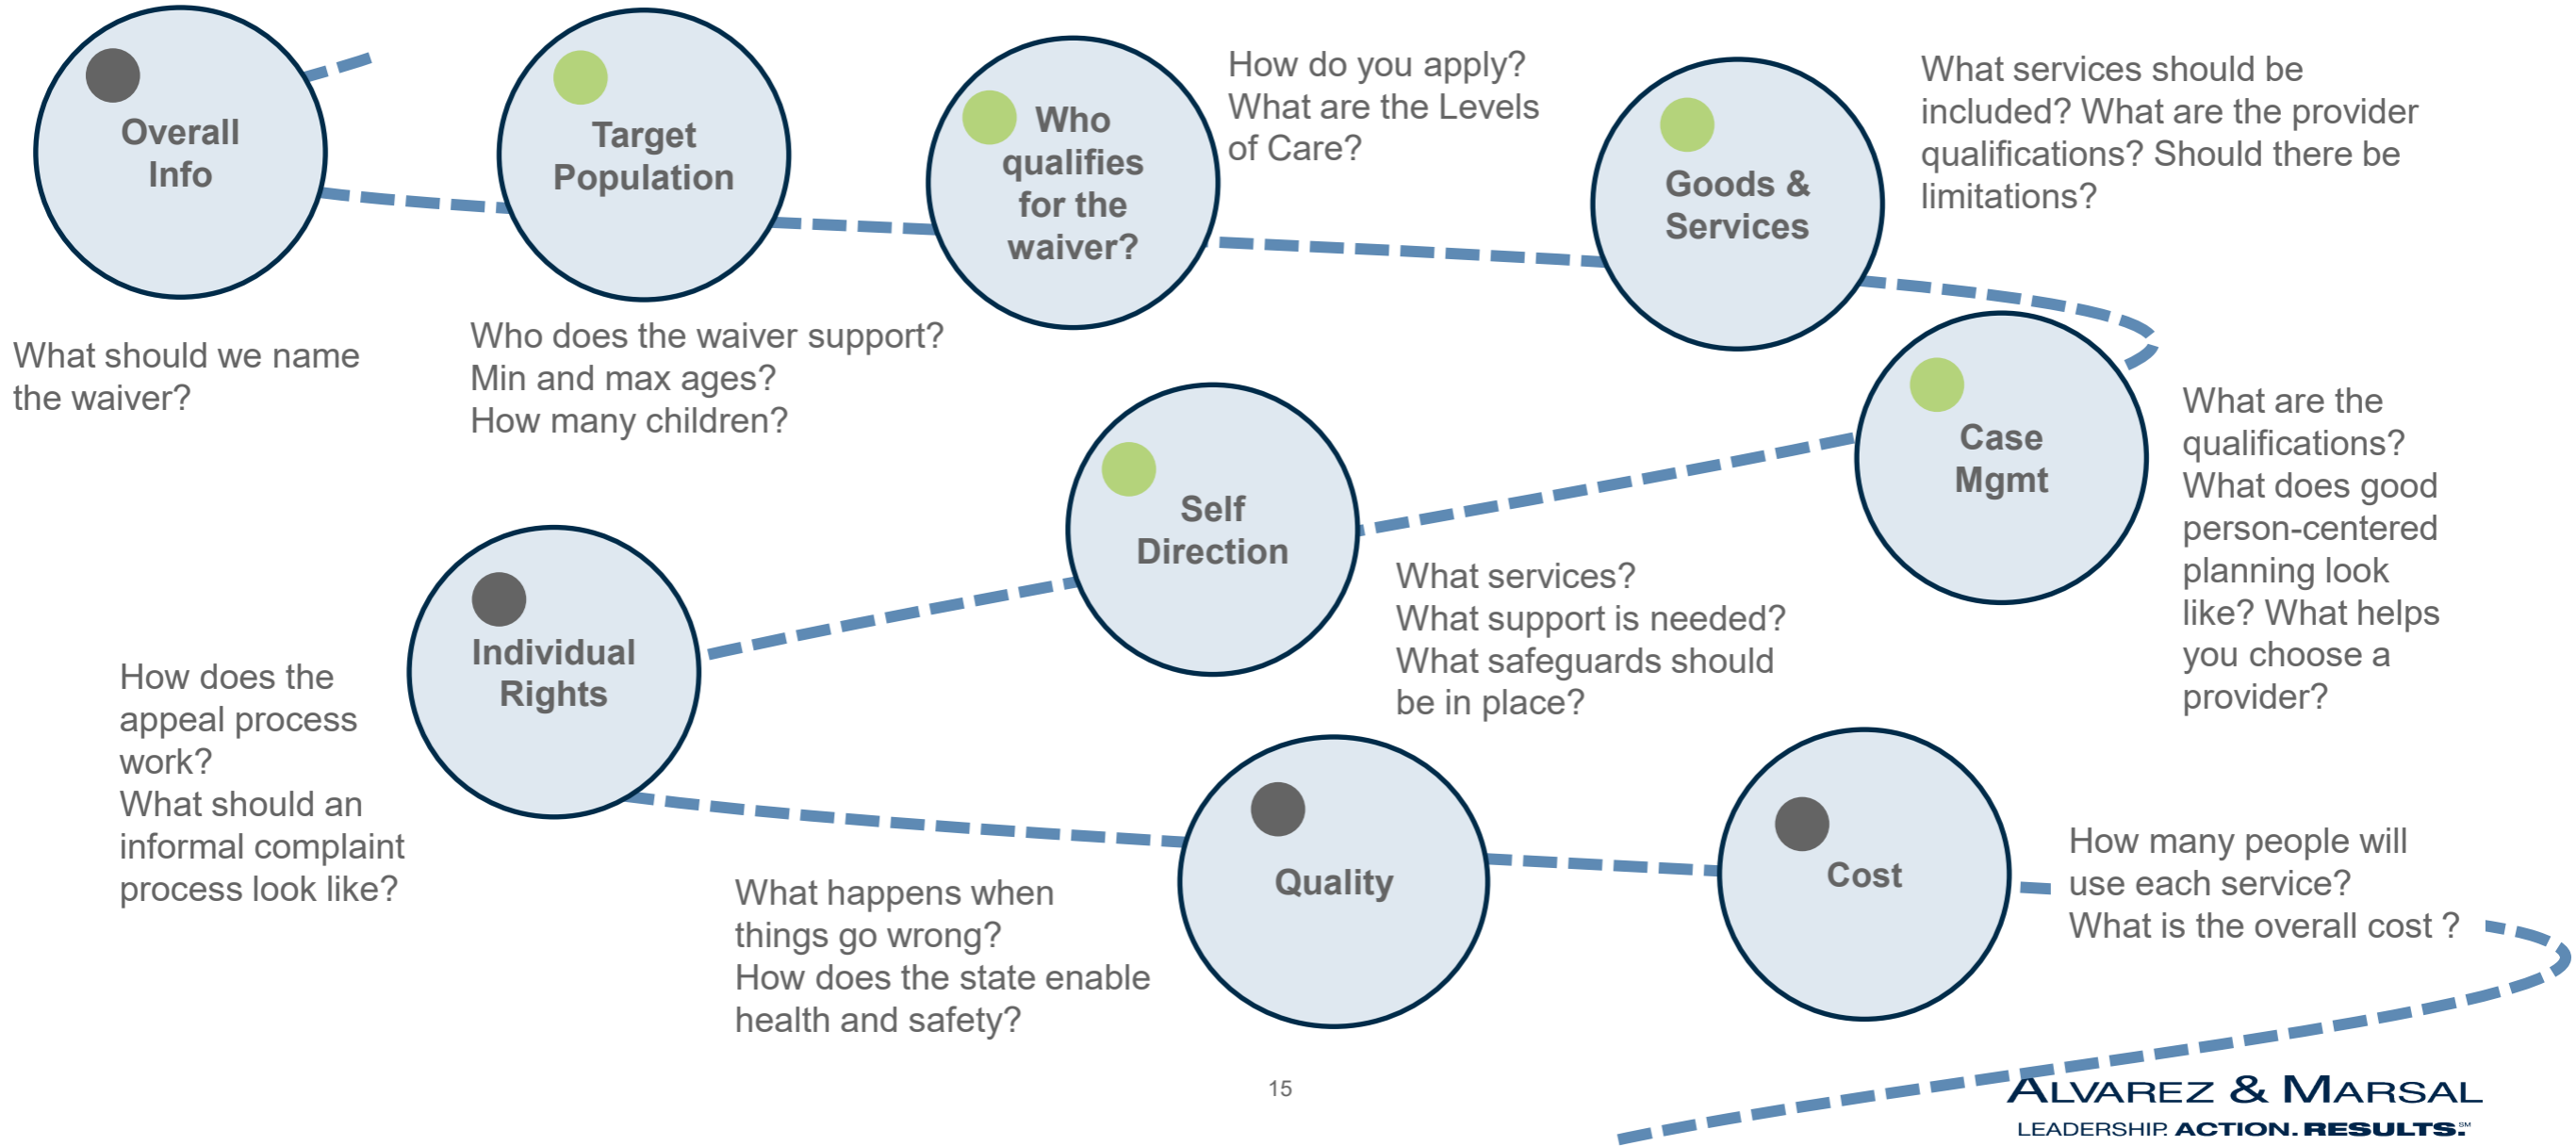 Overall
Info
What should we name
the waiver?
Target
Population
Who does the waiver support?
Min and max ages?
How many children?
Who
qualifies
for the
waiver?
How do you apply?
What are the Levels
of Care?
Goods &
Services
What services should be
included? What are the provider
qualifications? Should there be
limitations?
Case
Mgmt
What are the
qualifications?
What does good
person-centered
planning look
like? What helps
you choose a
provider?
Self
Direction
What services?
What support is needed?
What safeguards should
be in place?
Individual
Rights
How does the
appeal process
work?
What should an
informal complaint
process look like?
Quality
What happens when
things go wrong?
How does the state enable
health and safety?
Cost
How many people will
use each service?
What is the overall cost ?
15
ALVAREZ & MARSAL
LEADERSHIP. ACTION. RESULTS.℠